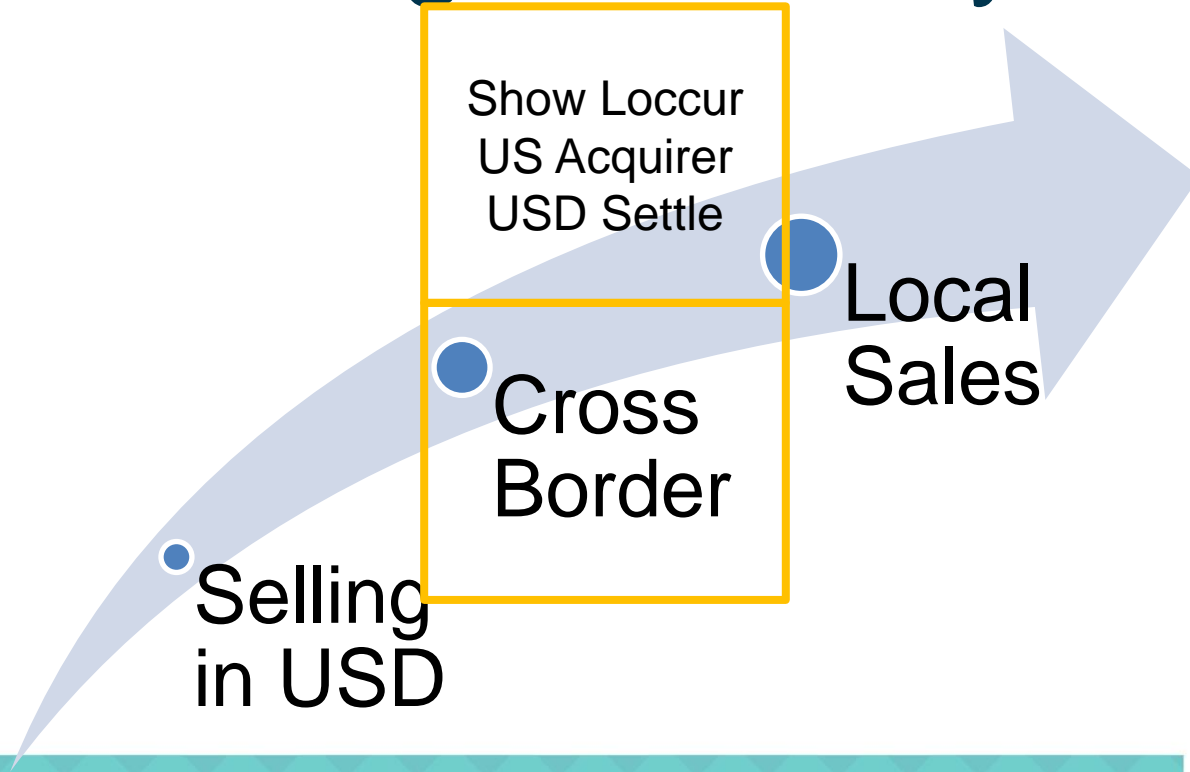 Show Loccur
US Acquirer
USD Settle
Local
Sales
Cross
Border
Selling
in USD